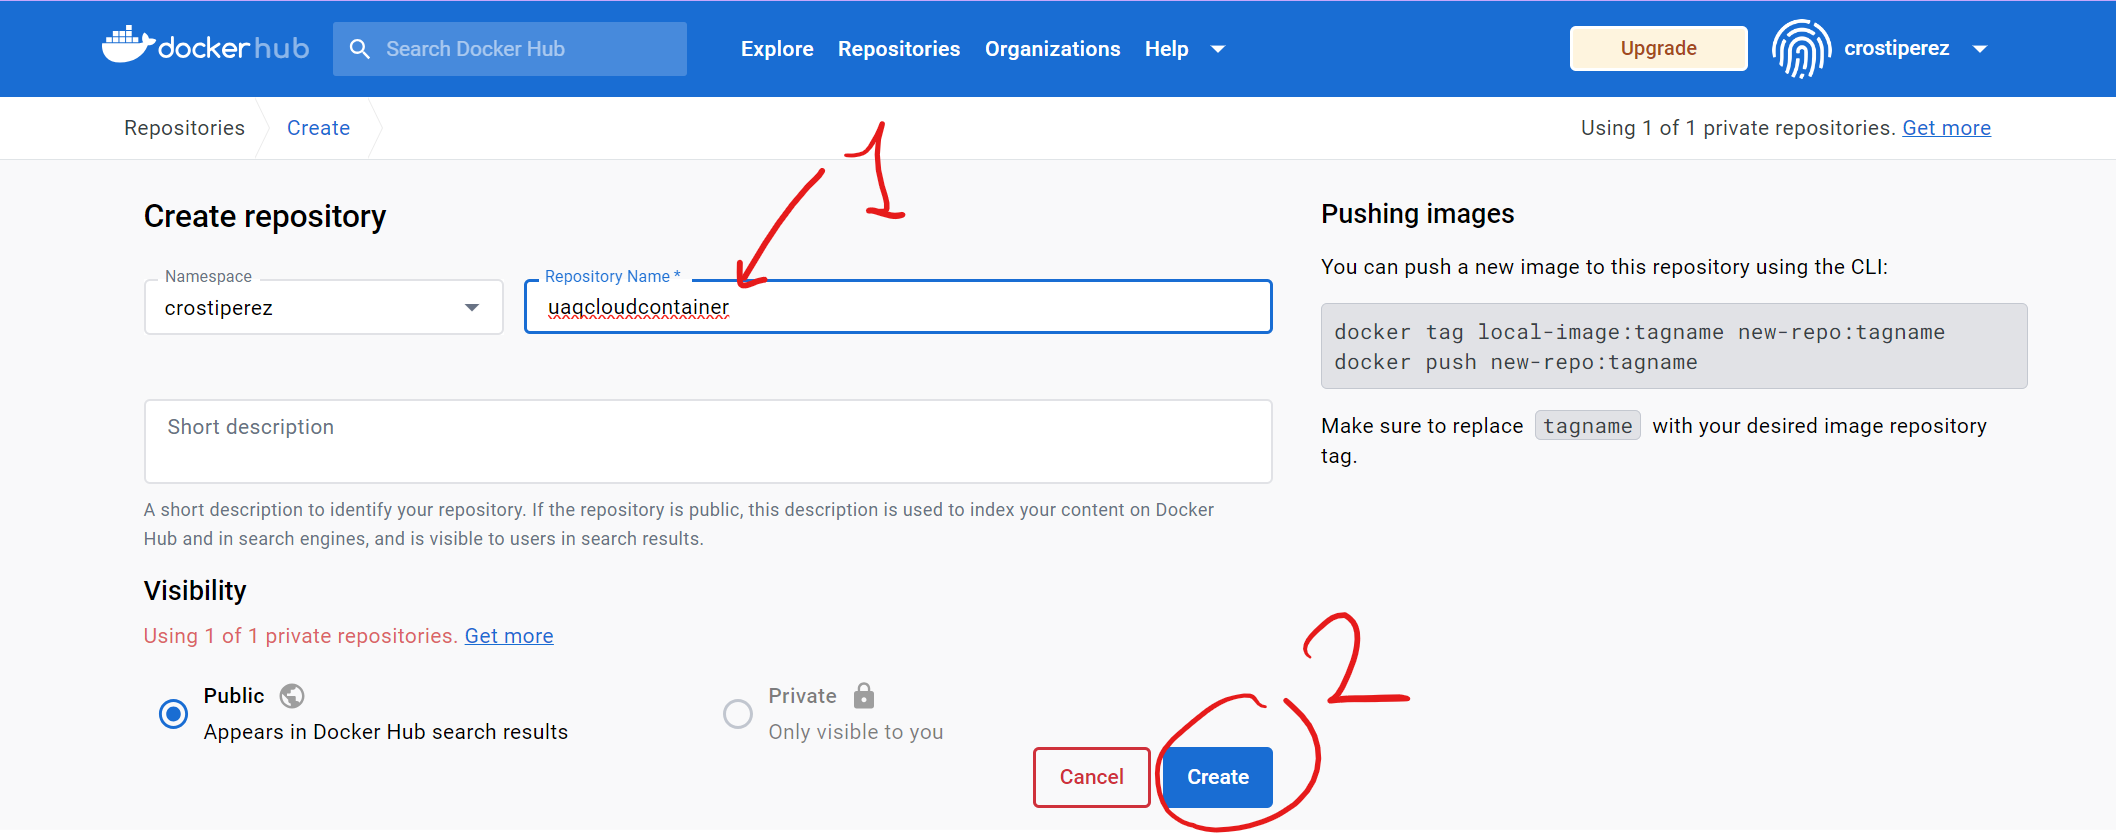 docker hub
Search Docker Hub
Explore Repositories Organizations Help
Upgrade
crostiperez
Repositories
Create
Using 1 of 1 private repositories. Get more
1
Create repository
Namespace
crostiperez
Repository Name *
uaqcloudcontainer
Short description
A short description to identify your repository. If the repository is public, this description is used to index your content on Docker
Hub and in search engines, and is visible to users in search results.
Visibility
Using 1 of 1 private repositories. Get more
Public
Appears in Docker Hub search results
Private
Only visible to you
Cancel
Create
2
Pushing images
You can push a new image to this repository using the CLI:
docker tag local-image:tagname new-repo:tagname
docker push new-repo:tagname
Make sure to replace tagname with your desired image repository
tag.